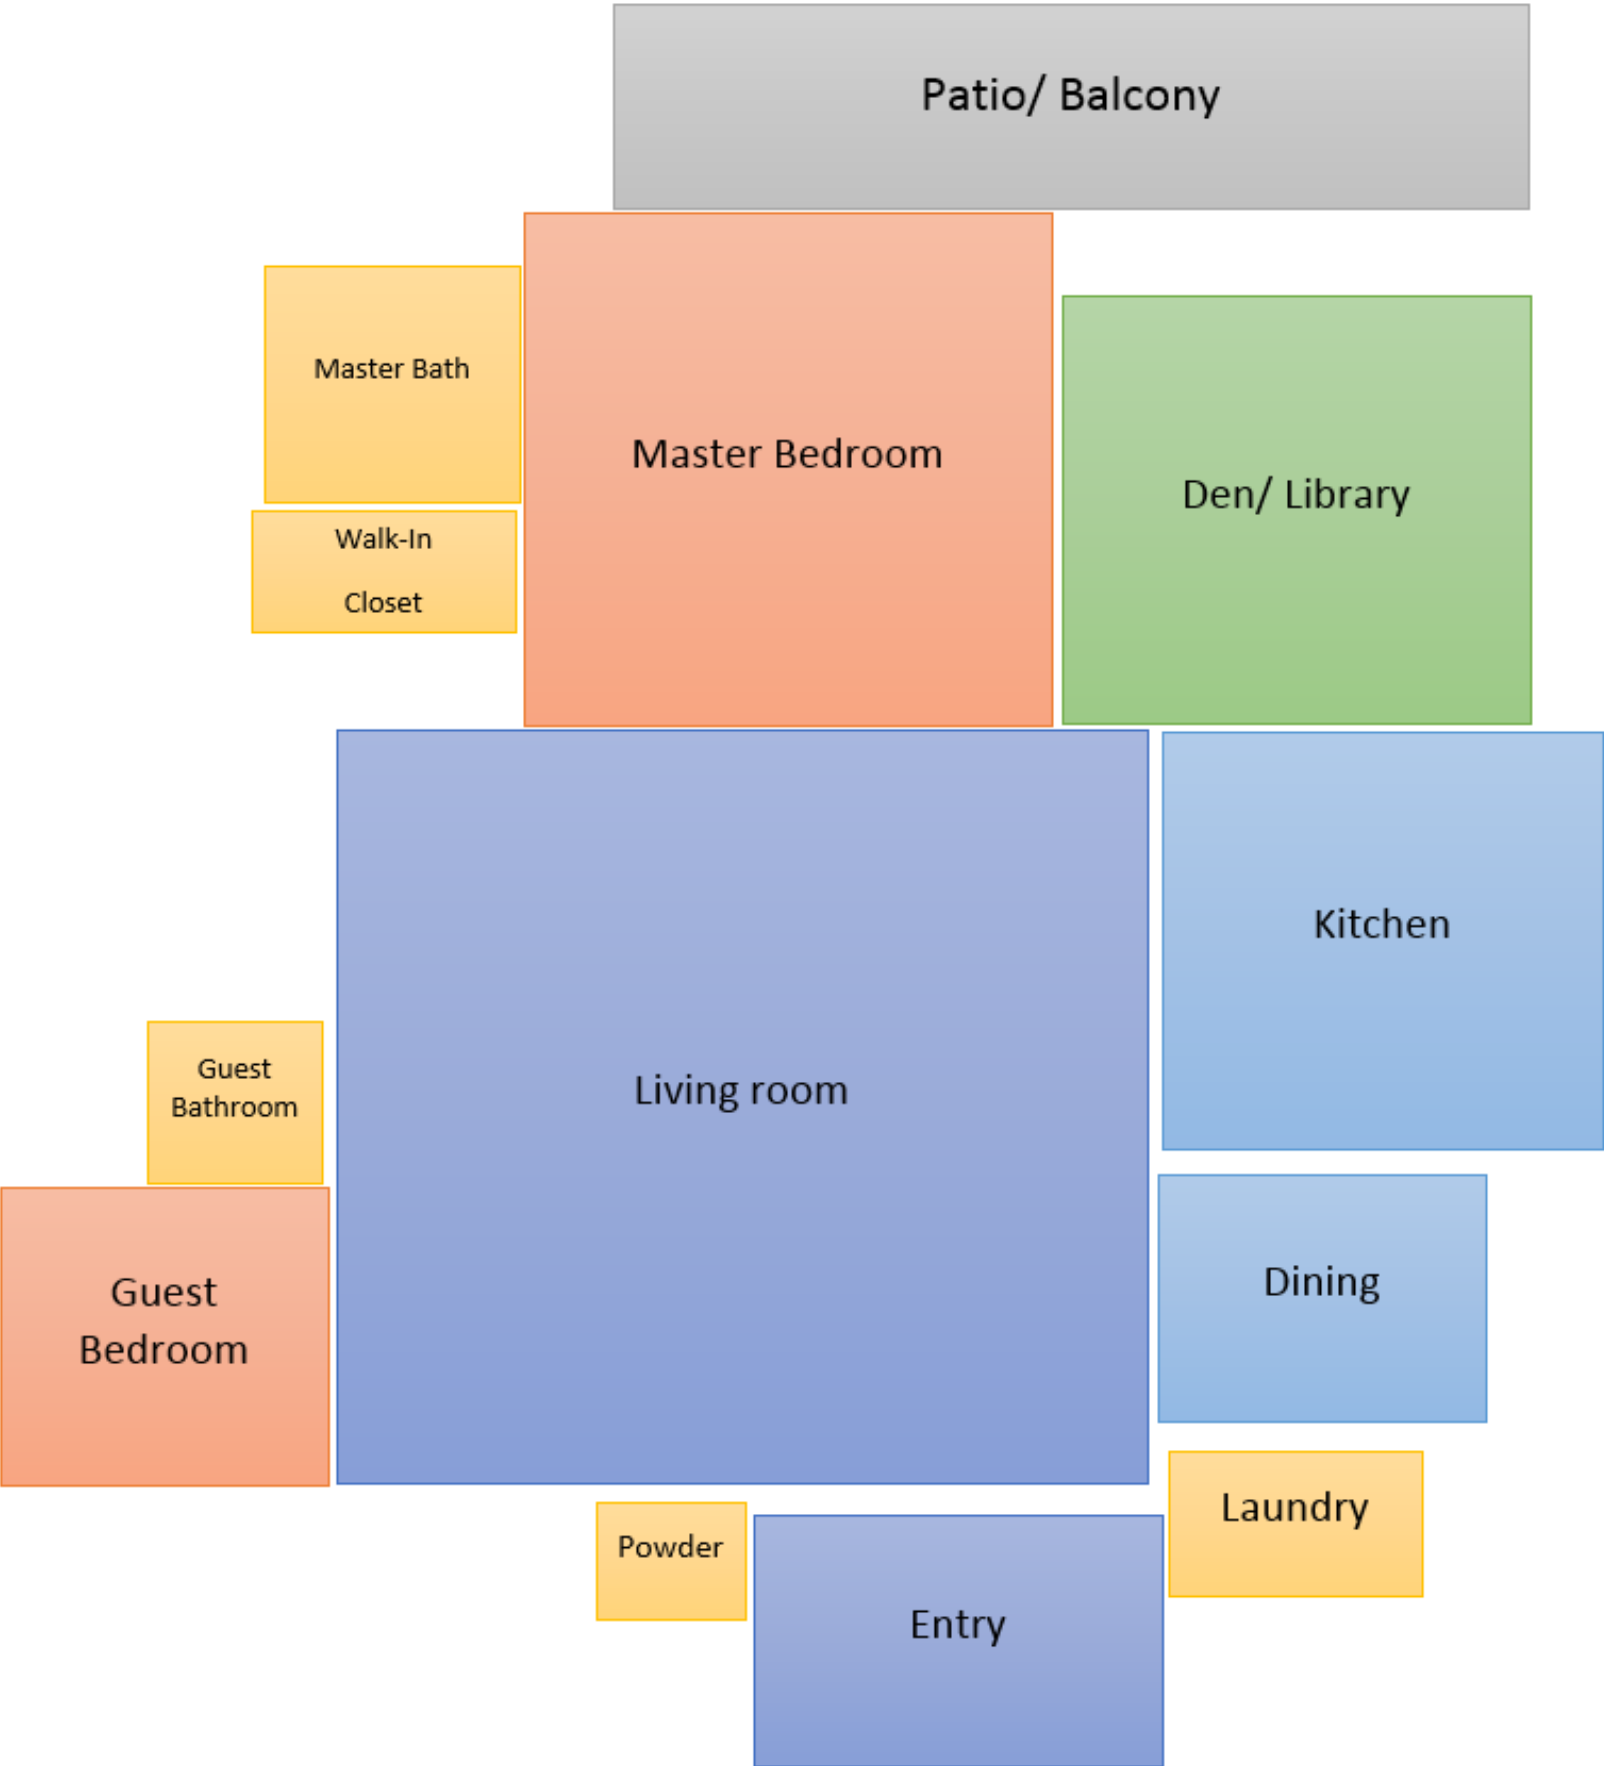 Patio/ Balcony
Master Bath
Master Bedroom
Den/ Library
Walk-In
Closet
Kitchen
Living room
Guest
Bathroom
Dining
Guest
Bedroom
Laundry
Powder
Entry